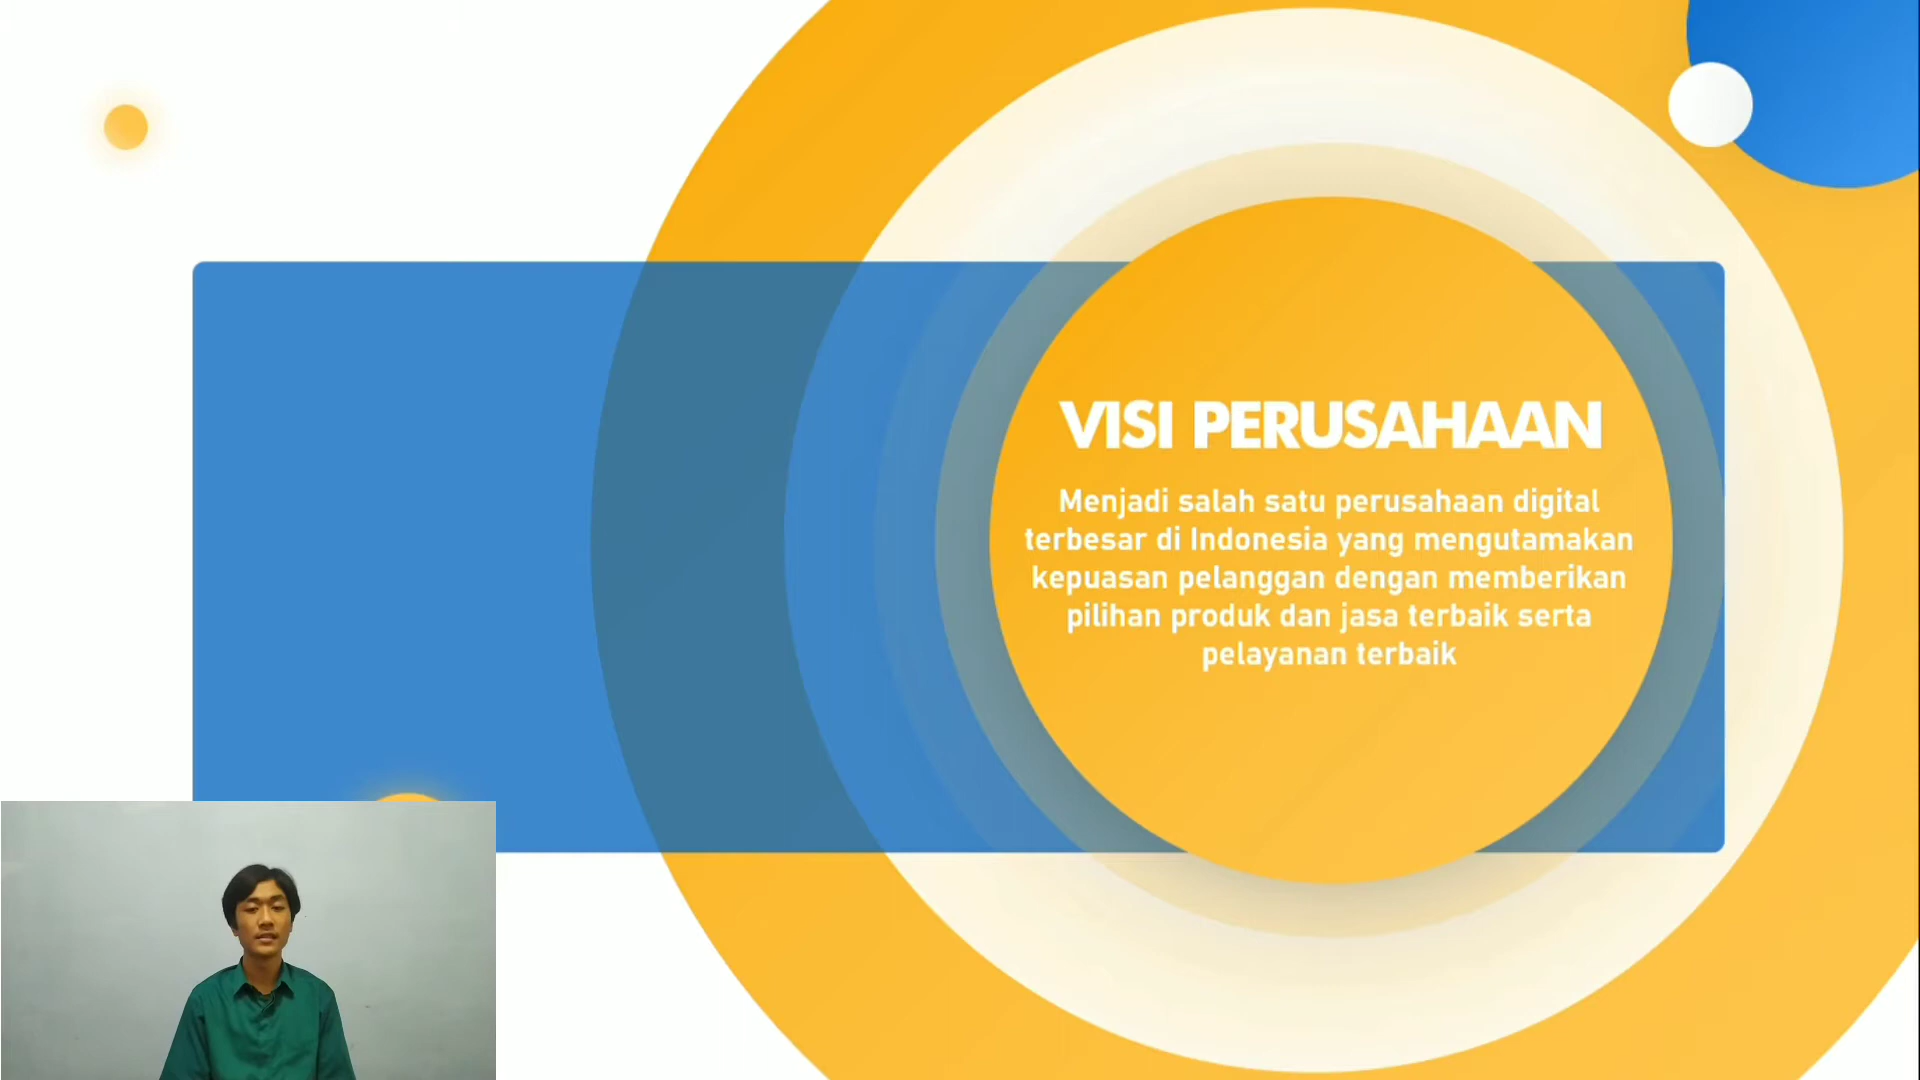 VISI PERUSAHAAN
Menjadi salah satu perusahaan digital
terbesar di Indonesia yang mengutamakan
kepuasan pelanggan dengan memberikan
pilihan produk dan jasa terbaik serta
pelayanan terbaik